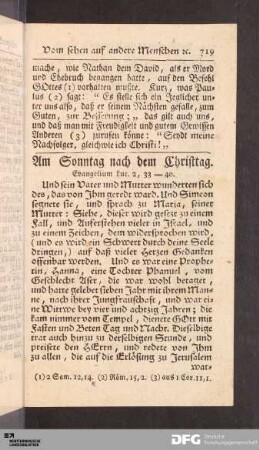 Vom sehen auf andere Menschen ꝛc. 719
mache, wie Nathan dem David, als er Mord
und Ehebruch begangen hatte, auf den Befehl
GOttes (1) vorhalten mußte. Kurz, was Pau-
lus (2) sagt: "Es stelle sich ein Jeglicher un-
ter uns also, daß er seinem Nächsten gefalle, zum
Guten, zur Besserung:„ das gilt auch uns,
und daß man mit Freudigkeit und gutem Gewissen
Anderen (3) zurufen könne: "Seyd meine
Nachfolger, gleichwie ich Christi!„
Am Sonntag nach dem Christtag.
Evangelium Luc. 2, 33—40.
Und sein Vater und Mutter wunderten sich
des, das von Ihm geredt ward. Und Simeon
segnete sie, und sprach zu Maria, seiner
Mutter: Siehe, dieser wird gesetzt zu einem
Fall, und Auferstehen vieler in Israel, und
zu einem Zeichen, dem widersprochen wird,
(und es wird ein Schwert durch deine Seele
dringen,) auf daß vieler Herzen Gedanken
offenbar werden. Und es war eine Prophe-
tin, Hanna, eine Tochter Phanuel, vom
Geschlecht Aser, die war wohl betaget,
und hatte gelebet sieben Jahr mit ihrem Man-
ne, nach ihrer Jungfrauschaft, und war ei-
ne Wittwe bey vier und achtzig Jahren; die
kam nimmer vom Tempel, dienete GOtt mit
Fasten und Beten Tag und Nacht. Dieselbige
trat auch hinzu zu derselbigen Stunde, und
preisete den HErrn, und redete von Ihm
zu allen, die auf die Erlösung zu Jerusalem
war-
(1) 2 Sam. 12, 14. (2) Röm. 15, 2. (3) aus 1 Cor. 11, 1.
DFG Deutsche
Forschungsgemeinschaft